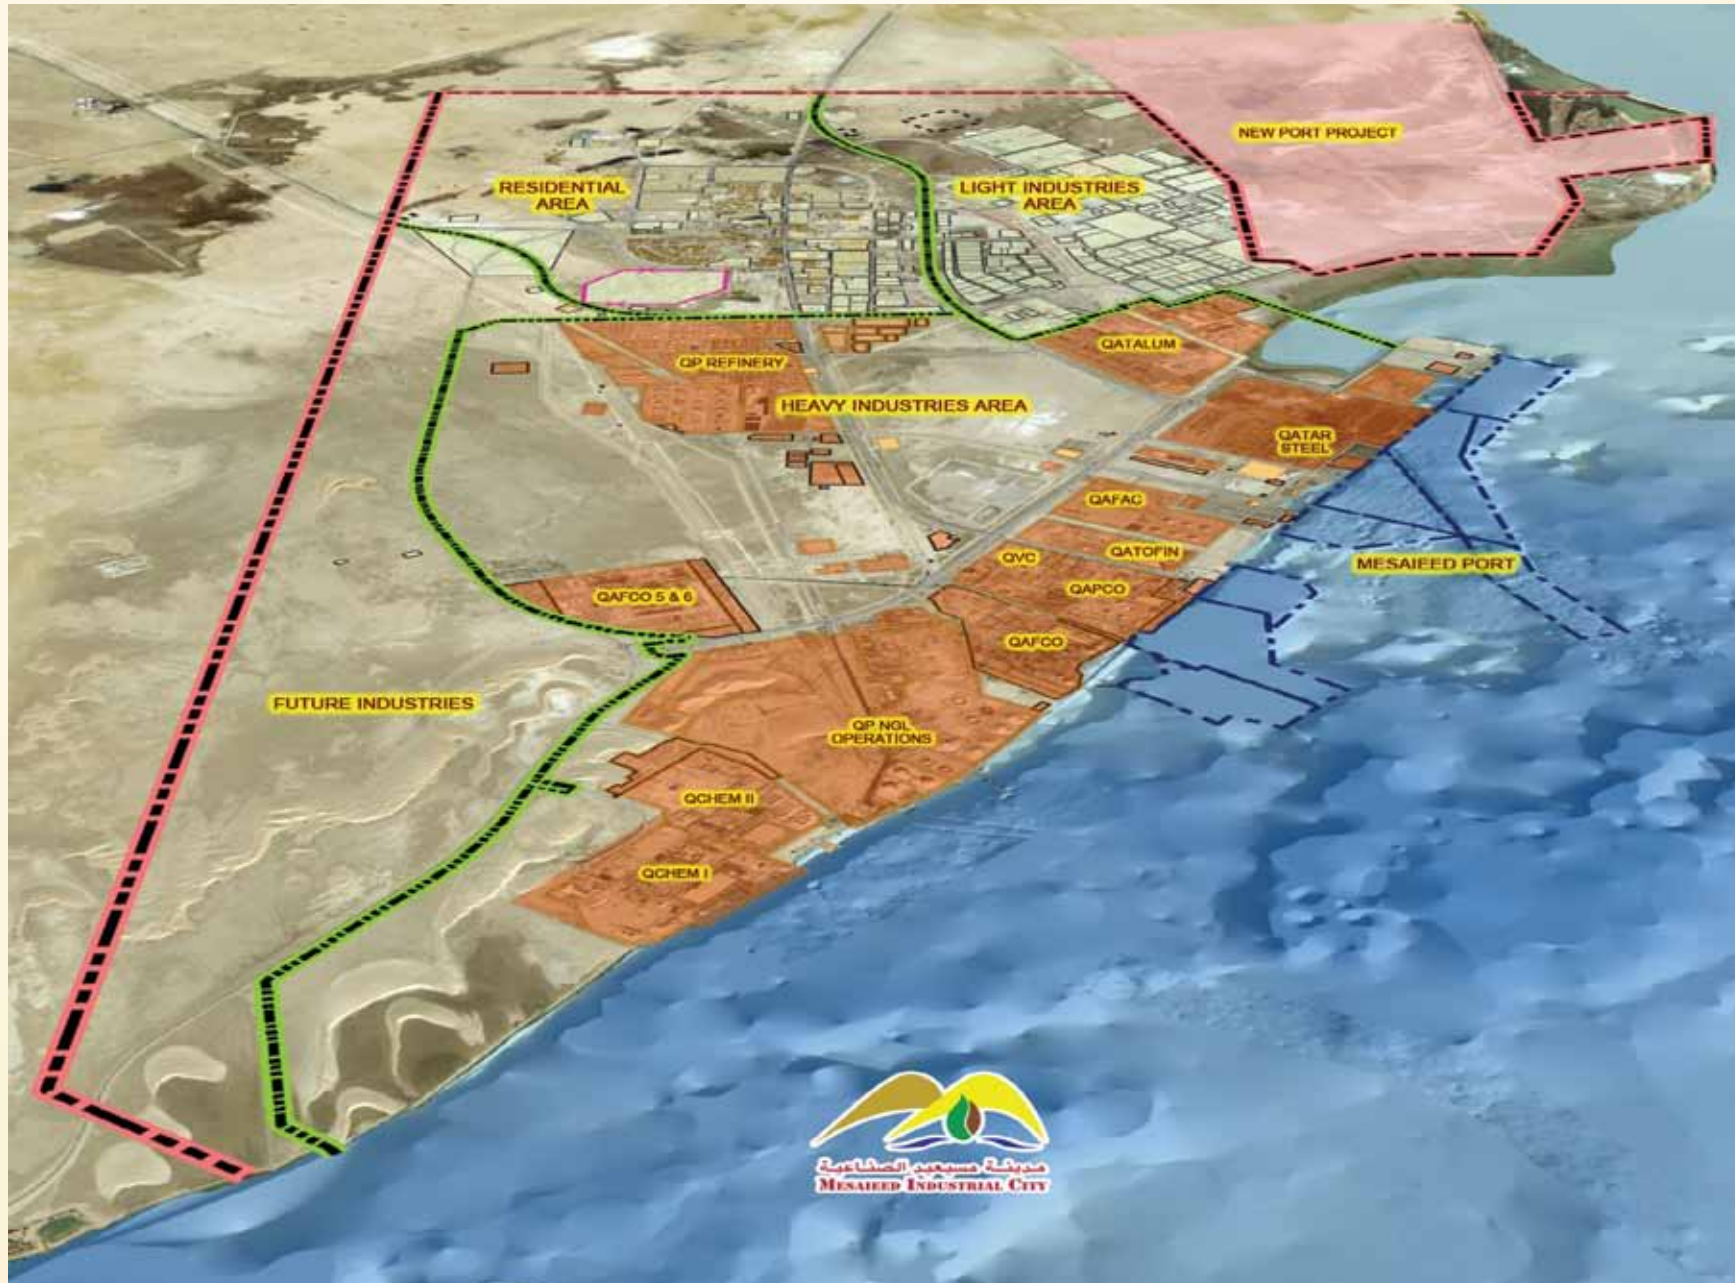 NEW PORT PROJECT
RESIDENTIAL
AREA
LIGHT INDUSTRIES
AREA
QATALUM
QP REFINERY
HEAVY INDUSTRIES AREA
QATAR
STEEL
QAFAC
QVC
QATOFIN
MESAIEED PORT
QAFCO 5 & 6
QAPCO
QAFCO
FUTURE INDUSTRIES
QP NGL
OPERATIONS
QCHEM II
QCHEM I
مدينة مسيعيد الصناعية
MESAIEED INDUSTRIAL CITY